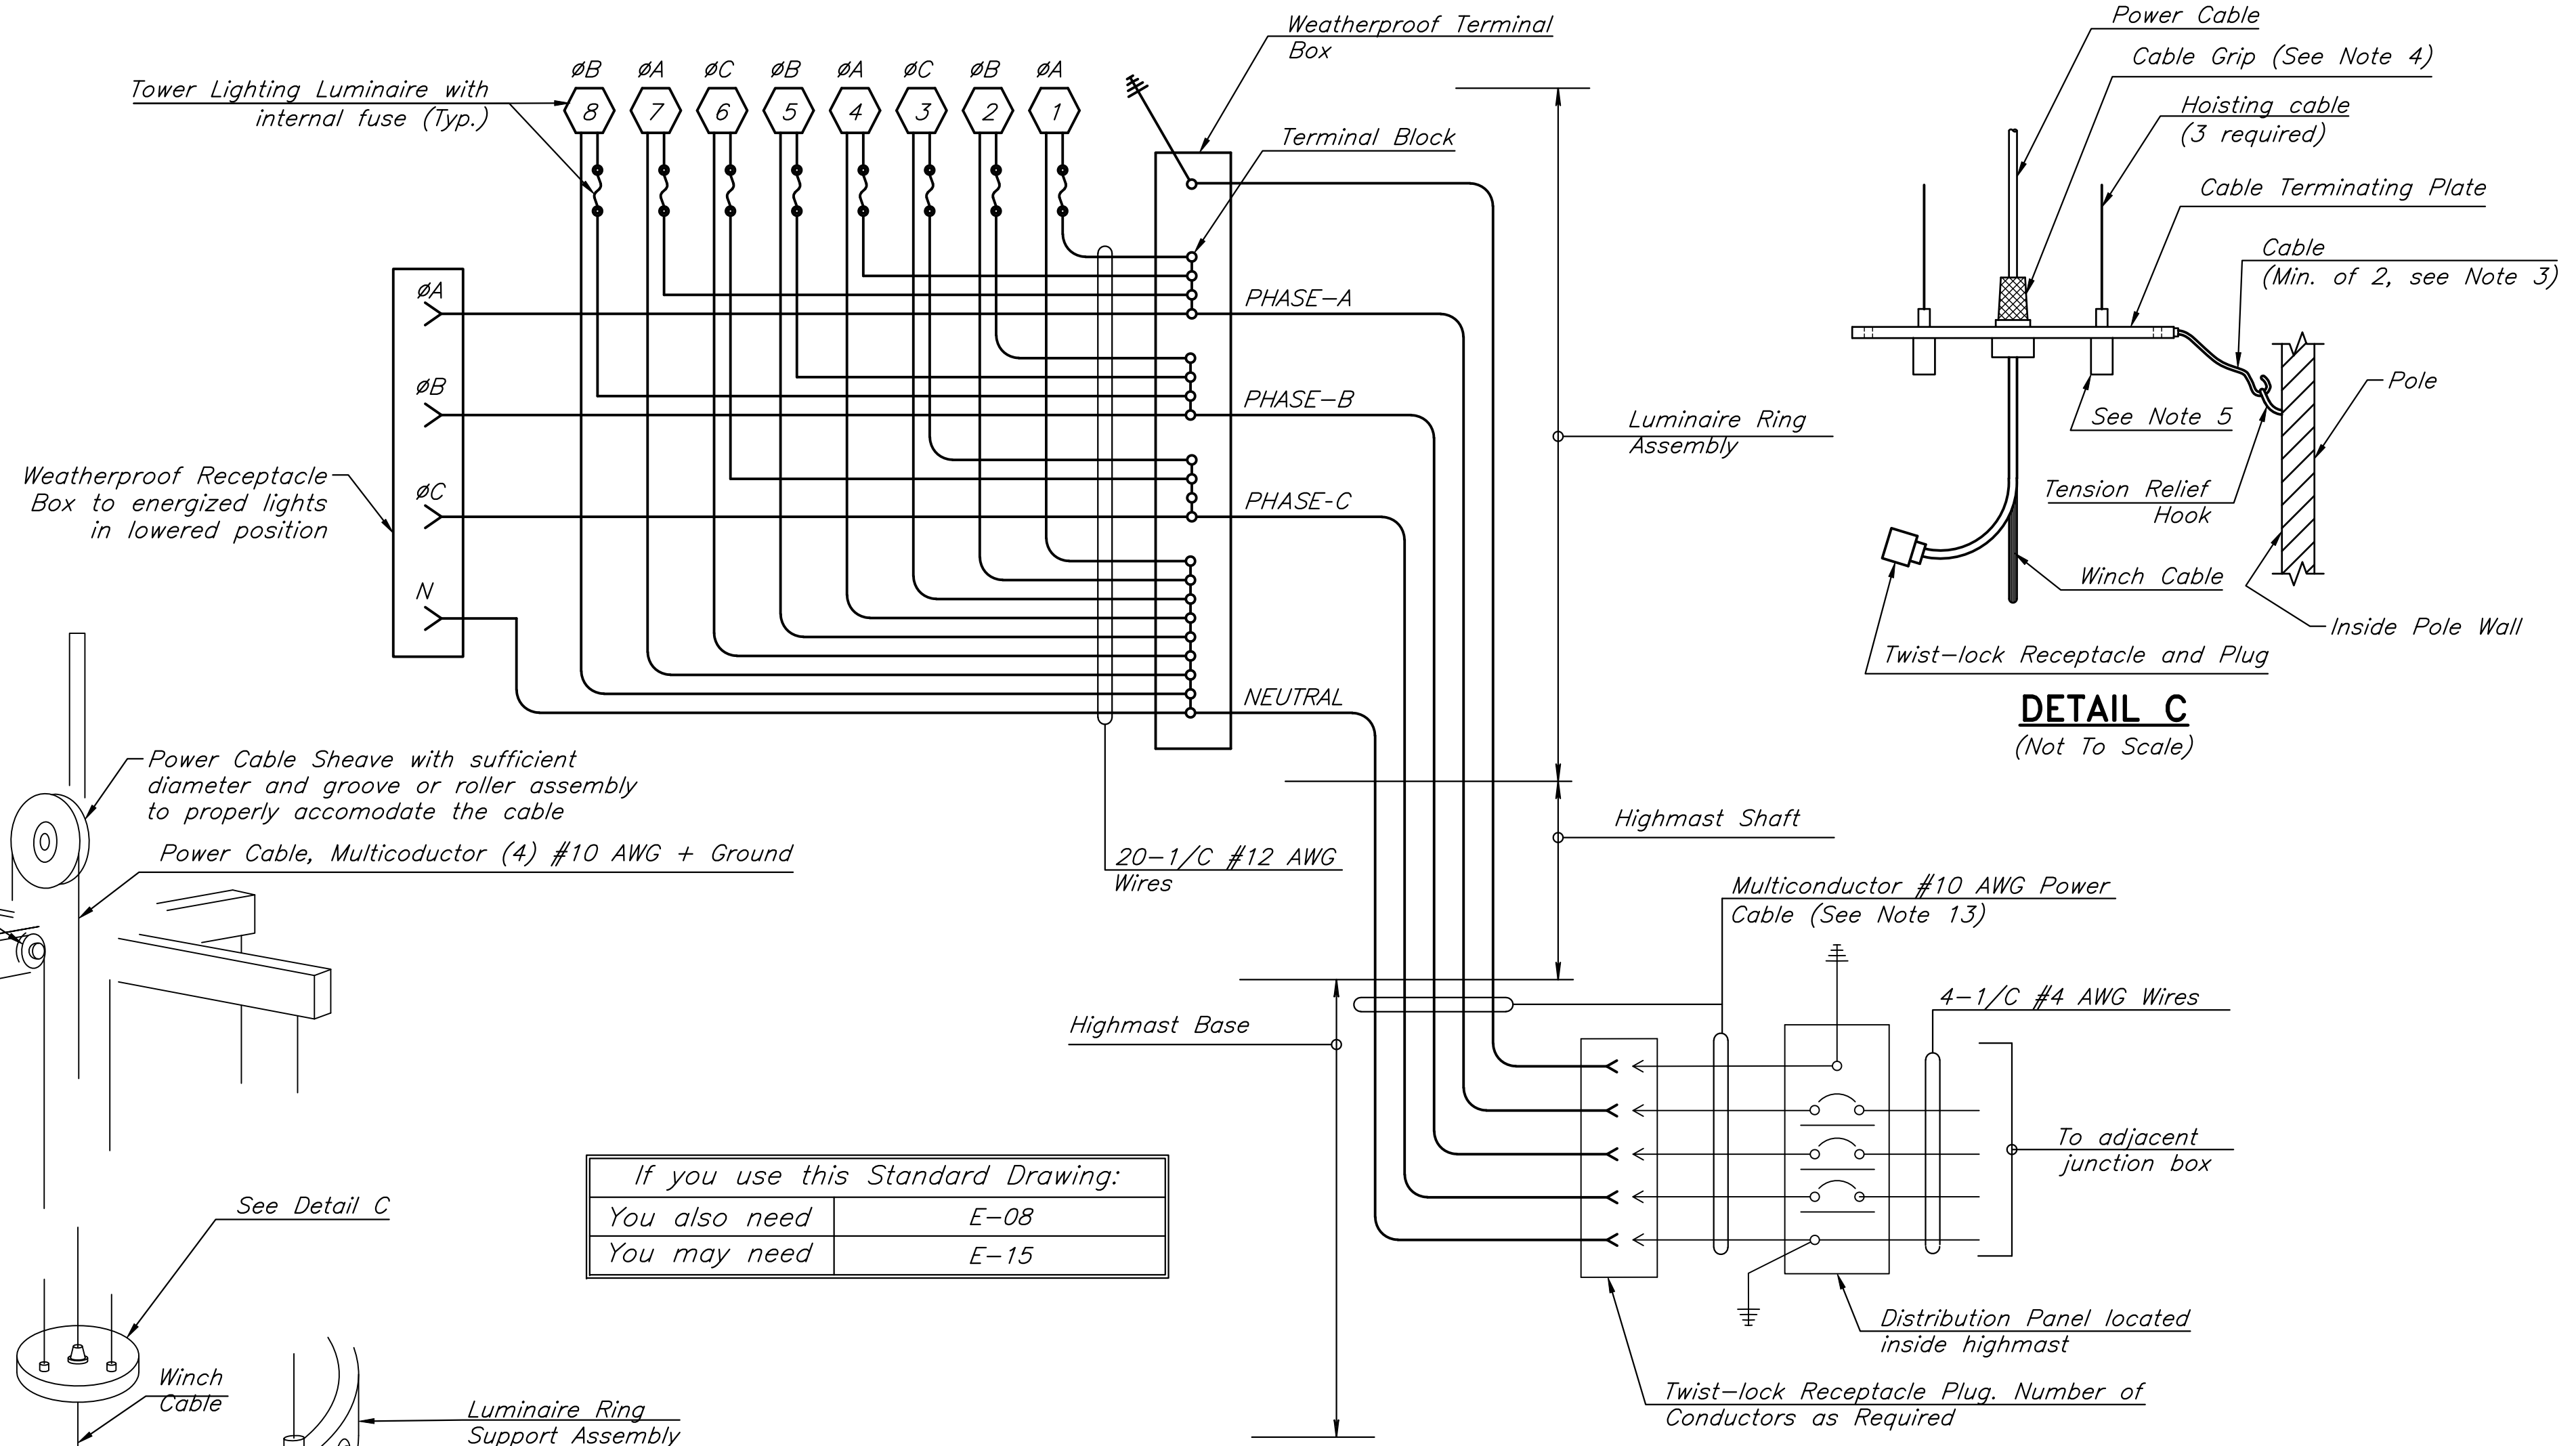 Weatherproof Terminal
Box
Power Cable
Cable Grip (See Note 4)
Hoisting cable
(3 required)
Tower Lighting Luminaire with
internal fuse (Typ.)
øB øA øC øB øA øC øB øA
8 7 6 5 4 3 2 1
Terminal Block
Cable Terminating Plate
Cable
(Min. of 2, see Note 3)
øA
PHASE-A
øB
PHASE-B
Luminaire Ring
Assembly
See Note 5
Pole
Weatherproof Receptacle
Box to energized lights
in lowered position
øC
PHASE-C
Tension Relief
Hook
N
Winch Cable
Inside Pole Wall
Twist-lock Receptacle and Plug
NEUTRAL
DETAIL C
(Not To Scale)
Power Cable Sheave with sufficient
diameter and groove or roller assembly
to properly accomodate the cable
Power Cable, Multicoductor (4) #10 AWG + Ground
Highmast Shaft
20-1/C #12 AWG
Wires
Multiconductor #10 AWG Power
Cable (See Note 13)
4-1/C #4 AWG Wires
Highmast Base
To adjacent
junction box
If you use this Standard Drawing:
You also need E-08
You may need E-15
See Detail C
Distribution Panel located
inside highmast
Winch
Cable
Twist-lock Receptacle Plug. Number of
Conductors as Required
Luminaire Ring
Support Assembly